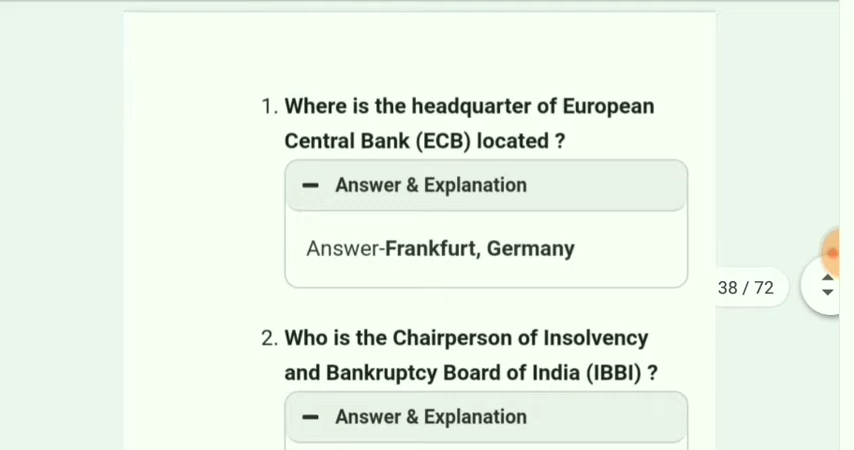 1. Where is the headquarter of European
Central Bank (ECB) located ?
Answer & Explanation
Answer-Frankfurt, Germany
38 / 72
2. Who is the Chairperson of Insolvency
and Bankruptcy Board of India (IBBI) ?
Answer & Explanation